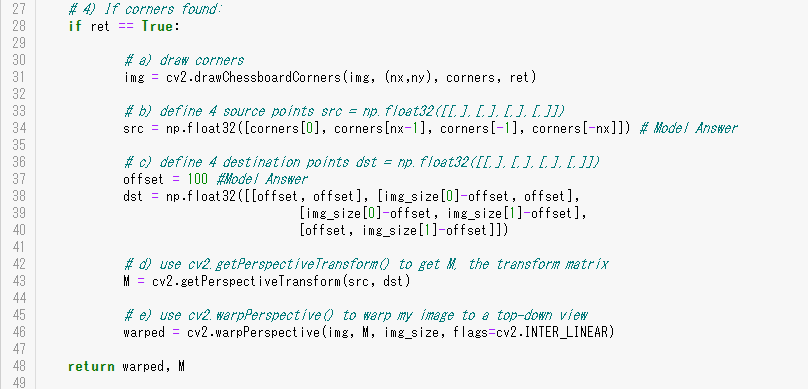 27 # 4) If corners found:
28 if ret == True:
29
30 # a) draw corners
31 img = cv2.drawChessboardCorners(img, (nx,ny), corners, ret)
32
33 # b) define 4 source points src = np.float32([[,],[,],[,],[,]])
34 src = np.float32([corners[0], corners[nx-1], corners[-1], corners[-nx]]) # Model Answer
35
36 # c) define 4 destination points dst = np.float32([[,],[,],[,],[,]])
37 offset = 100 #Model Answer
38 dst = np.float32([[offset, offset], [img_size[0]-offset, offset],
39 [img_size[0]-offset, img_size[1]-offset],
40 [offset, img_size[1]-offset]])
41
42 # d) use cv2.getPerspectiveTransform() to get M, the transform matrix
43 M = cv2.getPerspectiveTransform(src, dst)
44
45 # e) use cv2.warpPerspective() to warp my image to a top-down view
46 warped = cv2.warpPerspective(img, M, img_size, flags=cv2.INTER_LINEAR)
47
48 return warped, M
49